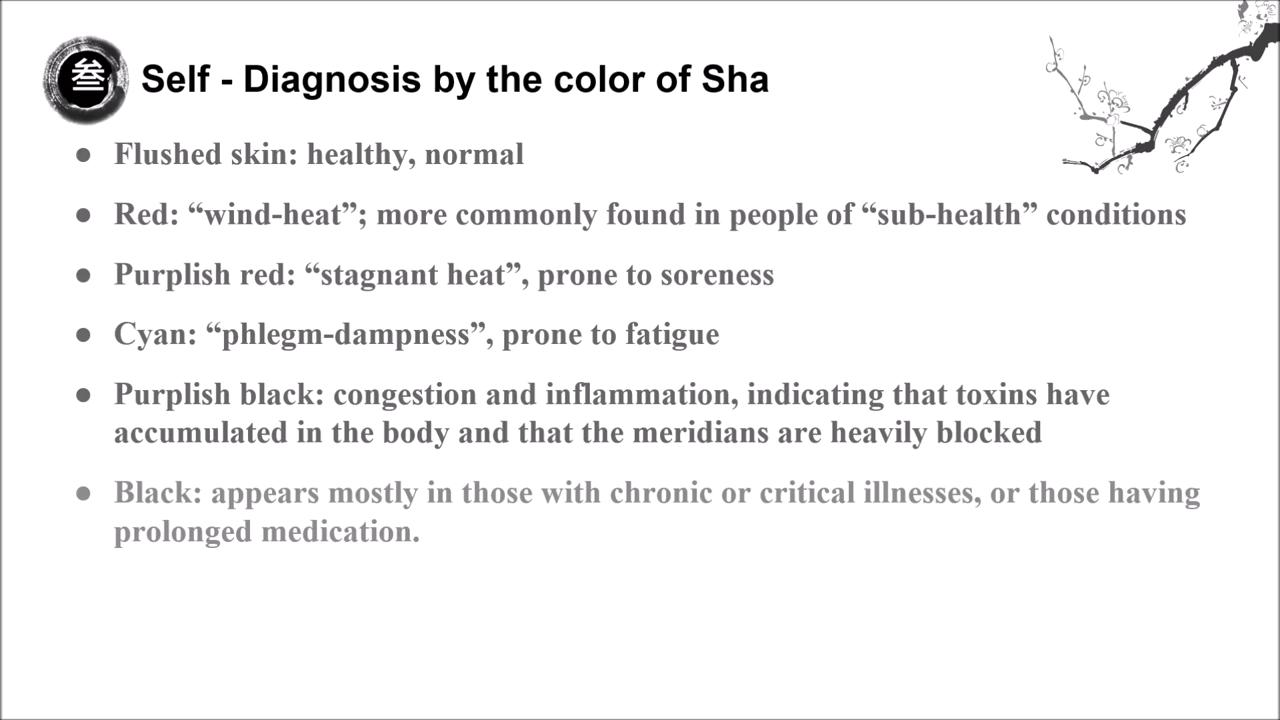 叁
Self - Diagnosis by the color of Sha
● Flushed skin: healthy, normal
● Red: “wind-heat”; more commonly found in people of “sub-health” conditions
● Purplish red: “stagnant heat”, prone to soreness
● Cyan: “phlegm-dampness”, prone to fatigue
● Purplish black: congestion and inflammation, indicating that toxins have
accumulated in the body and that the meridians are heavily blocked
● Black: appears mostly in those with chronic or critical illnesses, or those having
prolonged medication.